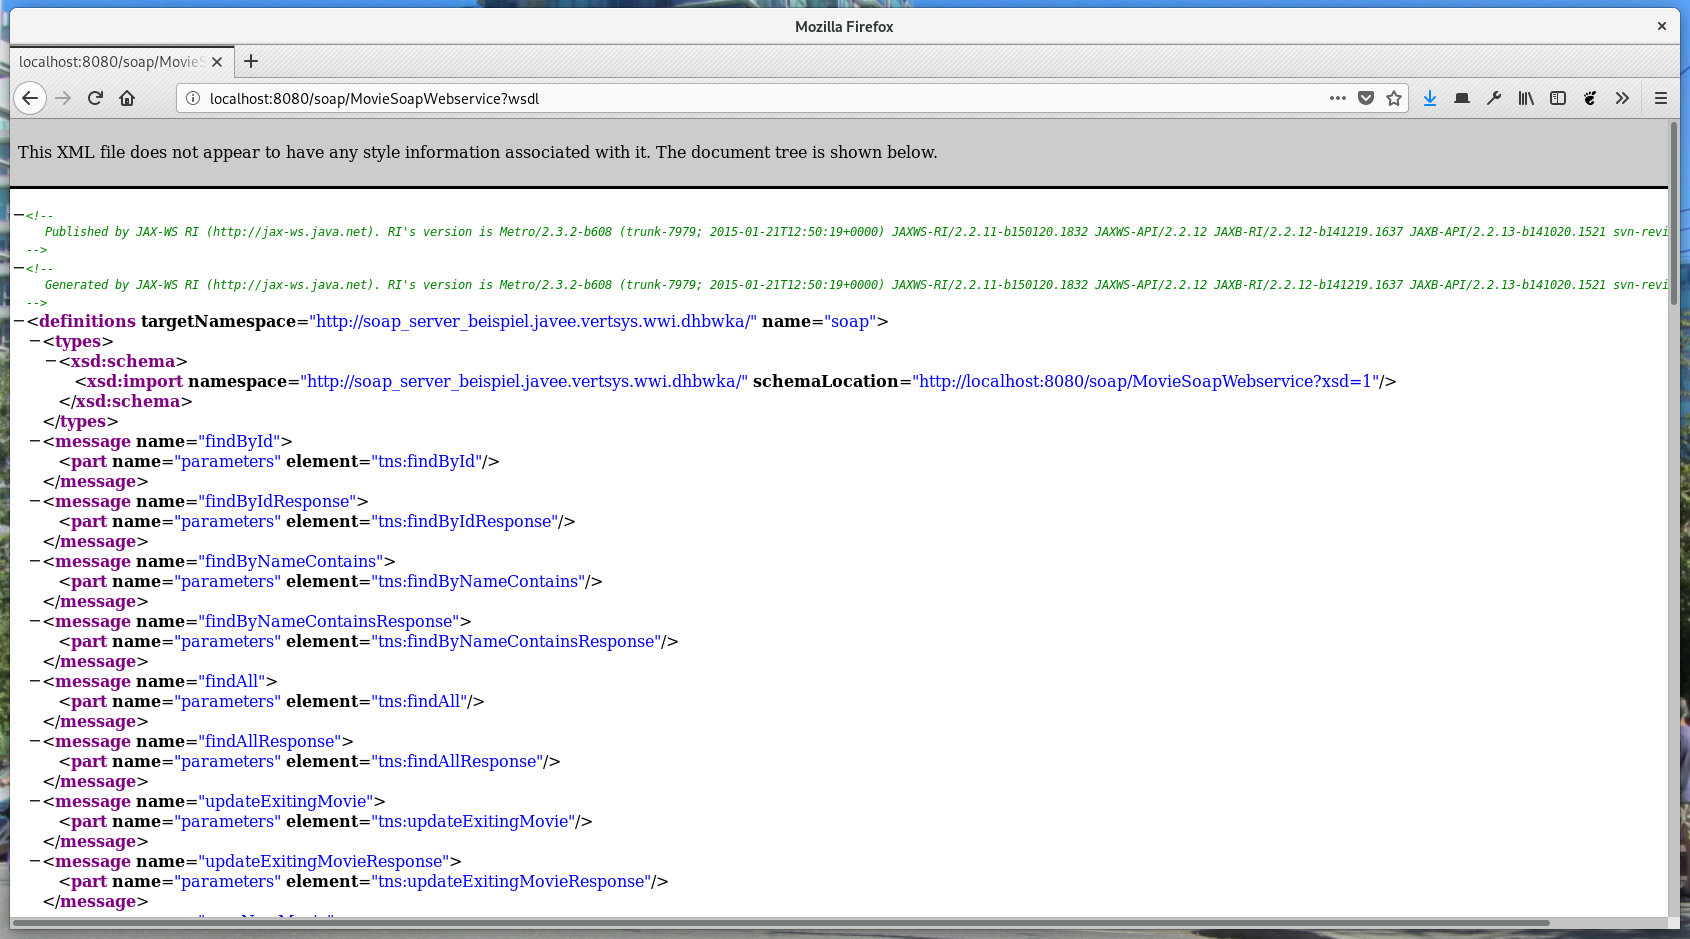 Mozilla Firefox
localhost:8080/soap/MovieS
localhost:8080/soap/MovieSoapWebservice?wsdl
This XML file does not appear to have any style information associated with it. The document tree is shown below.
<!--
Published by JAX-WS RI (http://jax-ws.java.net). RI's version is Metro/2.3.2-b608 (trunk-7979; 2015-01-21T12:50:19+0000) JAXWS-RI/2.2.11-b150120.1832 JAXWS-API/2.2.12 JAXB-RI/2.2.12-b141219.1637 JAXB-API/2.2.13-b141020.1521 svn-revi
-->
<!--
Generated by JAX-WS RI (http://jax-ws.java.net). RI's version is Metro/2.3.2-b608 (trunk-7979; 2015-01-21T12:50:19+0000) JAXWS-RI/2.2.11-b150120.1832 JAXWS-API/2.2.12 JAXB-RI/2.2.12-b141219.1637 JAXB-API/2.2.13-b141020.1521 svn-revi
-->
<definitions targetNamespace="http://soap_server_beispiel.javee.vertsys.wwi.dhbwka/" name="soap">
<types>
<xsd:schema>
<xsd:import namespace="http://soap_server_beispiel.javee.vertsys.wwi.dhbwka/" schemaLocation="http://localhost:8080/soap/MovieSoapWebservice?xsd=1"/>
</xsd:schema>
</types>
<message name="findById">
<part name="parameters" element="tns:findById"/>
</message>
<message name="findByIdResponse">
<part name="parameters" element="tns:findByIdResponse"/>
</message>
<message name="findByNameContains">
<part name="parameters" element="tns:findByNameContains"/>
</message>
<message name="findByNameContainsResponse">
<part name="parameters" element="tns:findByNameContainsResponse"/>
</message>
<message name="findAll">
<part name="parameters" element="tns:findAll"/>
</message>
<message name="findAllResponse">
<part name="parameters" element="tns:findAllResponse"/>
</message>
<message name="updateExitingMovie">
<part name="parameters" element="tns:updateExitingMovie"/>
</message>
<message name="updateExitingMovieResponse">
<part name="parameters" element="tns:updateExitingMovieResponse"/>
</message>